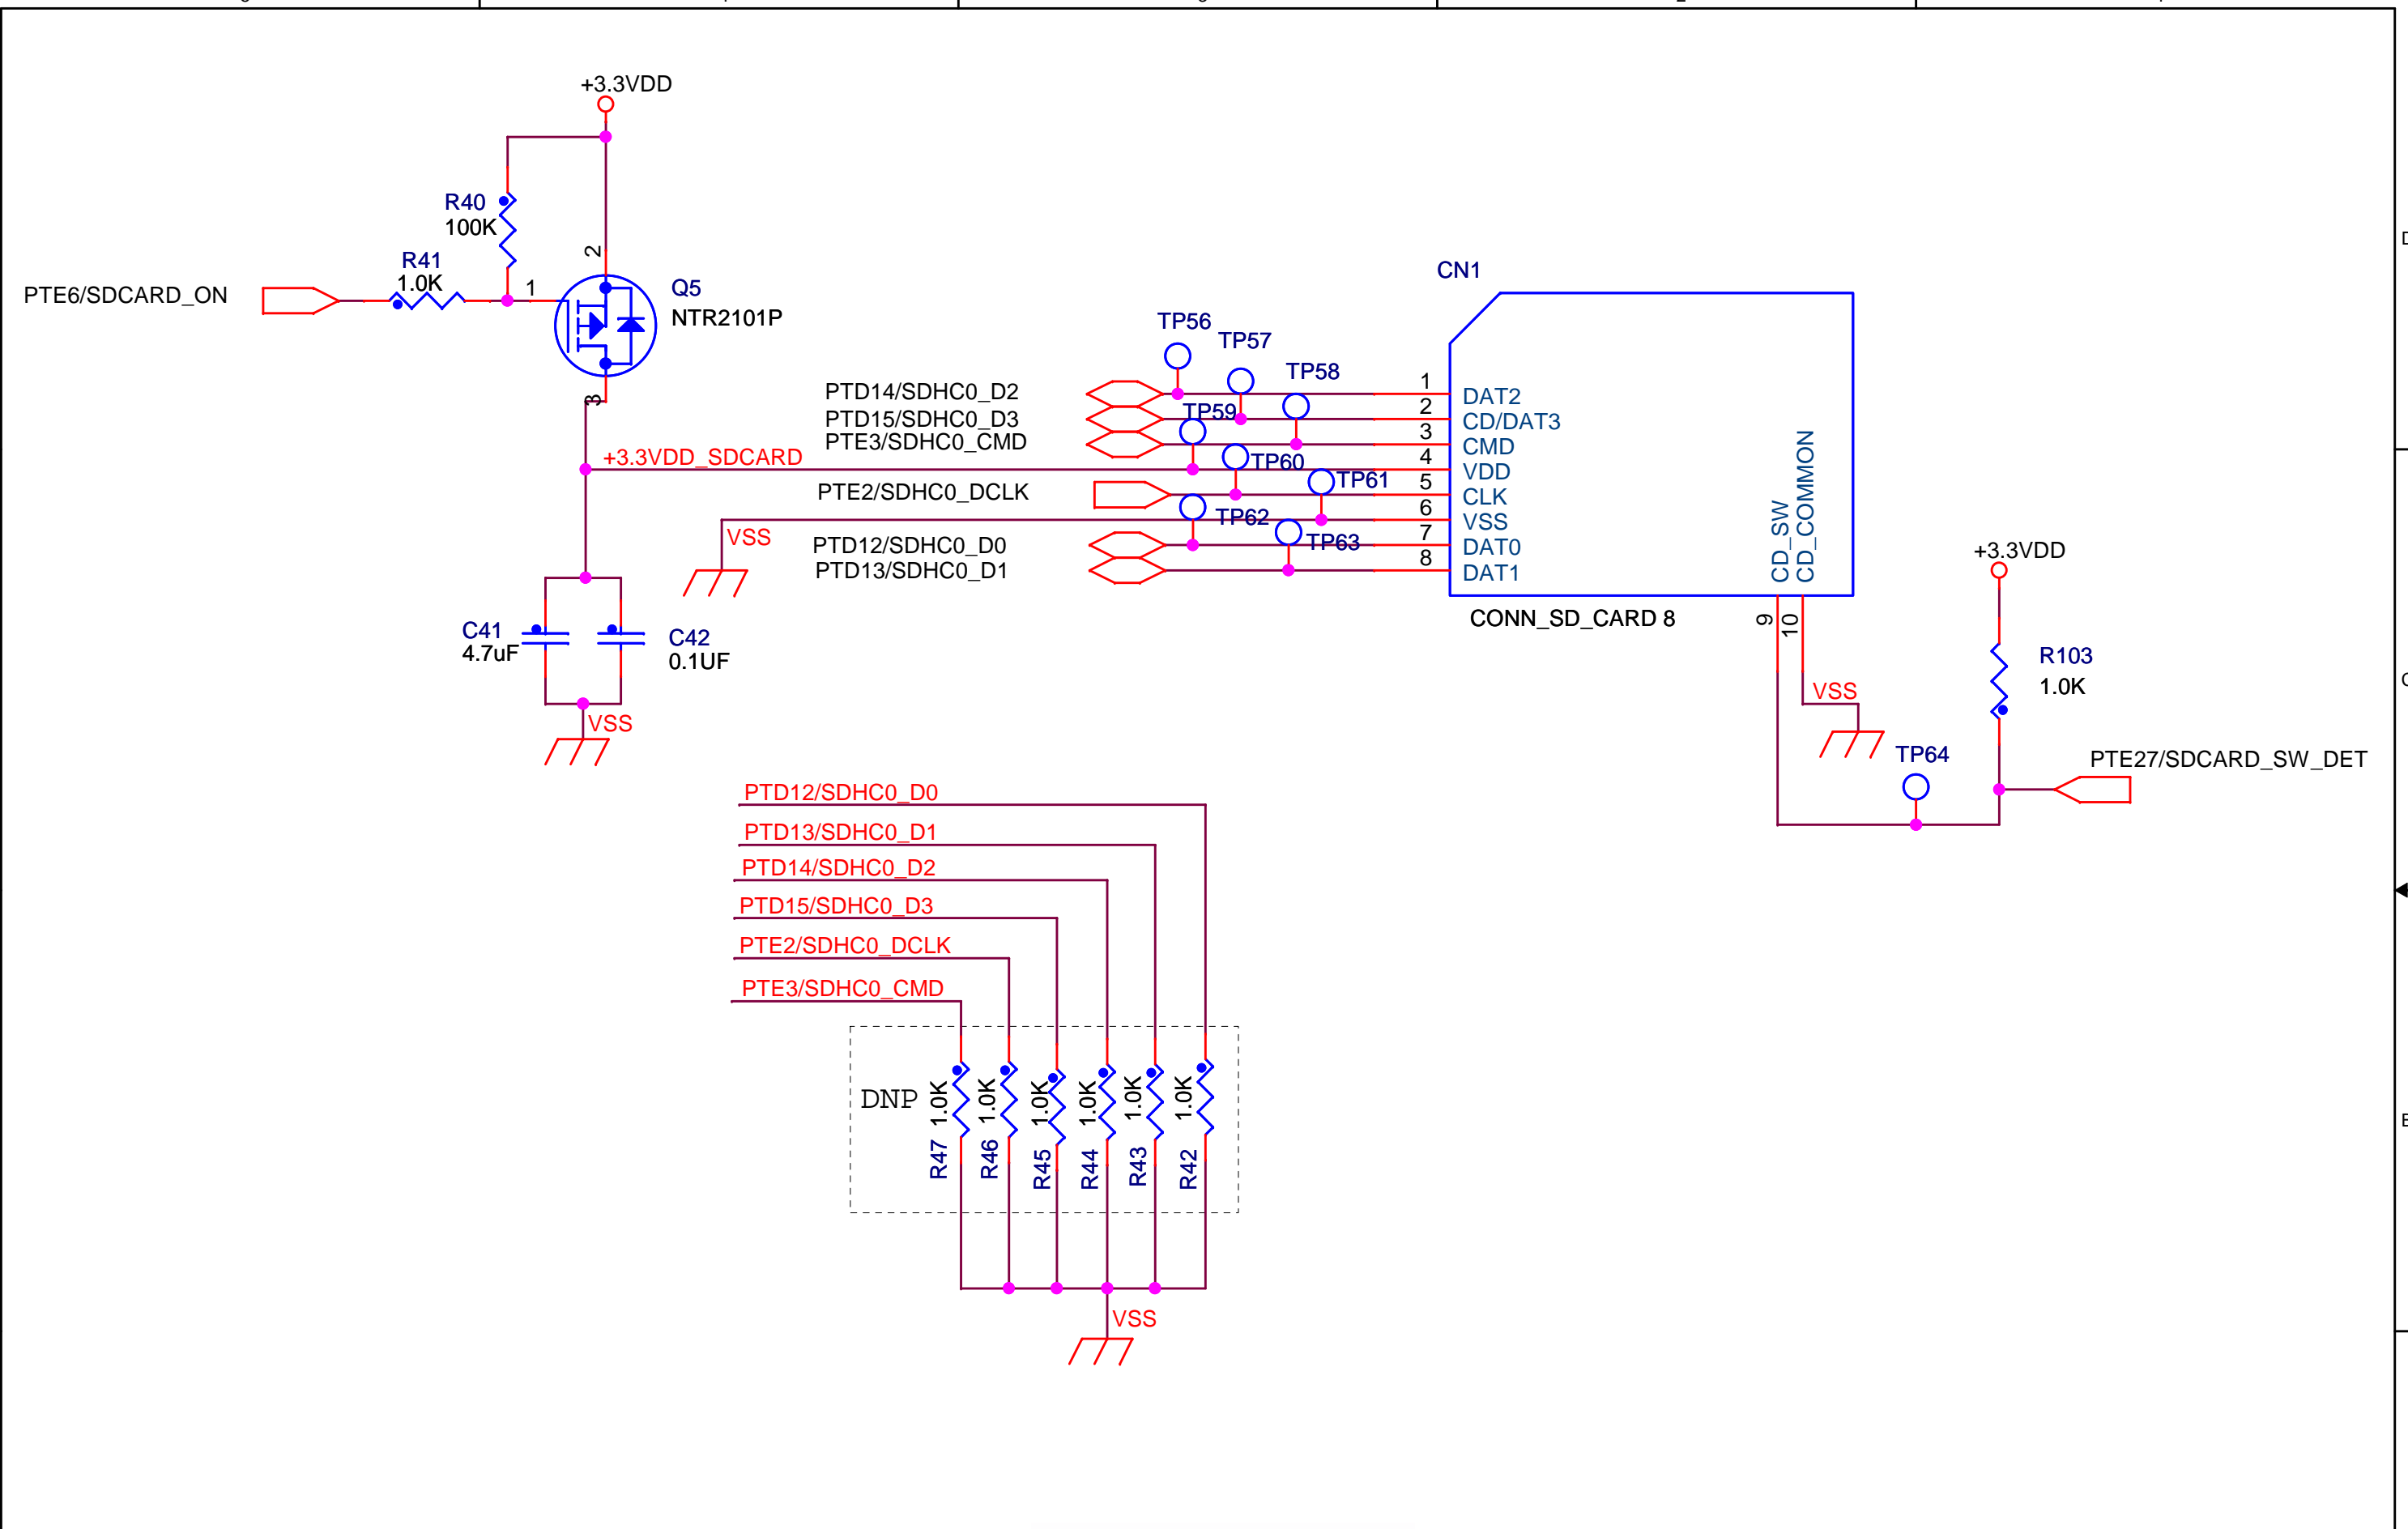 +3.3VDD
R40
100K
R41
1.0K
PTE6/SDCARD_ON
1
2
3
Q5
NTR2101P
+3.3VDD_SDCARD
C41
4.7uF
C42
0.1UF
VSS
CN1
TP56
TP57
TP58
TP59
TP60
TP61
TP62
TP63
PTD14/SDHC0_D2
PTD15/SDHC0_D3
PTE3/SDHC0_CMD
PTE2/SDHC0_DCLK
VSS
PTD12/SDHC0_D0
PTD13/SDHC0_D1
1 DAT2
2 CD/DAT3
3 CMD
4 VDD
5 CLK
6 VSS
7 DAT0
8 DAT1
CD_SW
CD_COMMON
9
10
CONN_SD_CARD 8
VSS
+3.3VDD
R103
1.0K
TP64
PTE27/SDCARD_SW_DET
PTD12/SDHC0_D0
PTD13/SDHC0_D1
PTD14/SDHC0_D2
PTD15/SDHC0_D3
PTE2/SDHC0_DCLK
PTE3/SDHC0_CMD
DNP
R47 1.0K
R46 1.0K
R45 1.0K
R44 1.0K
R43 1.0K
R42 1.0K
VSS